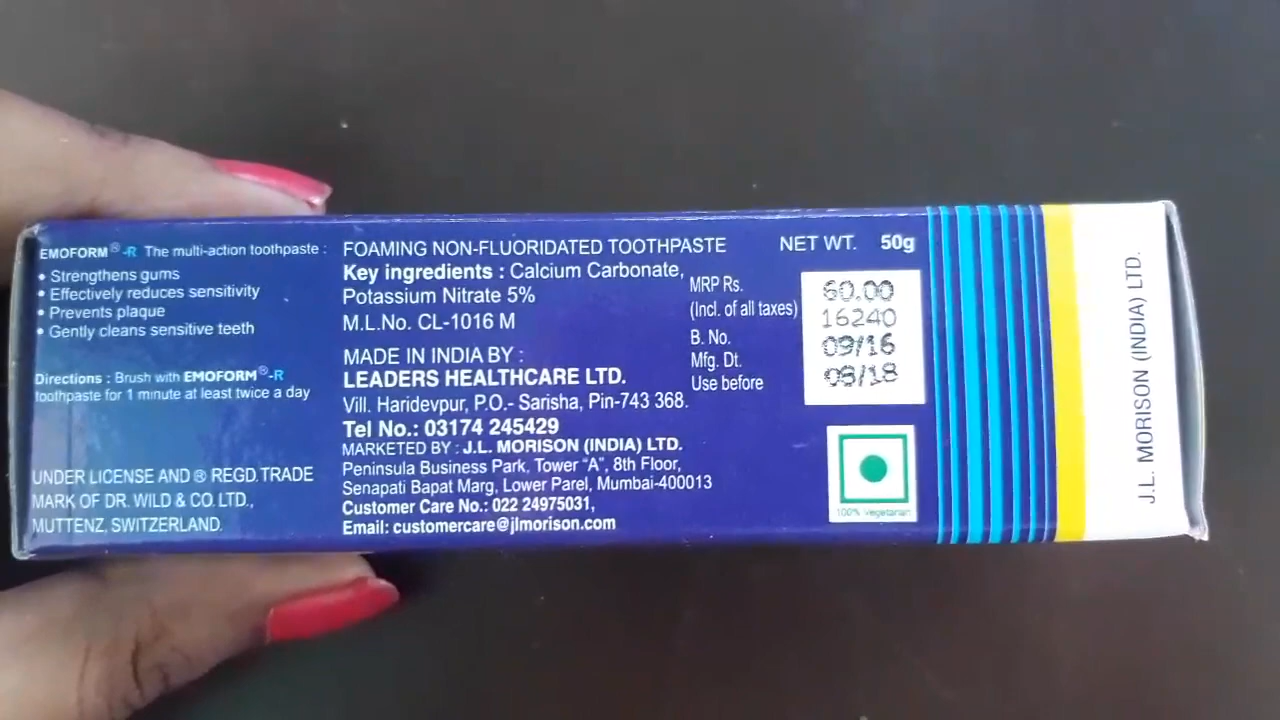 EMOFORM®-R The multi-action toothpaste :
• Strengthens gums
• Effectively reduces sensitivity
• Prevents plaque
• Gently cleans sensitive teeth
Directions : Brush with EMOFORM®-R
toothpaste for 1 minute at least twice a day
UNDER LICENSE AND ® REGD. TRADE
MARK OF DR. WILD & CO. LTD.,
MUTTENZ, SWITZERLAND.
FOAMING NON-FLUORIDATED TOOTHPASTE
Key ingredients : Calcium Carbonate,
Potassium Nitrate 5%
M.L.No. CL-1016 M
MADE IN INDIA BY :
LEADERS HEALTHCARE LTD.
Vill. Haridevpur, P.O.- Sarisha, Pin-743 368.
Tel No.: 03174 245429
MARKETED BY : J.L. MORISON (INDIA) LTD.
Peninsula Business Park, Tower “A”, 8th Floor,
Senapati Bapat Marg, Lower Parel, Mumbai-400013
Customer Care No.: 022 24975031,
Email: customercare@jlmorison.com
NET WT. 50g
MRP Rs. 60.00
(Incl. of all taxes)
B. No. 16240
Mfg. Dt. 09/16
Use before 08/18
100% Vegetarian
J.L. MORISON (INDIA) LTD.